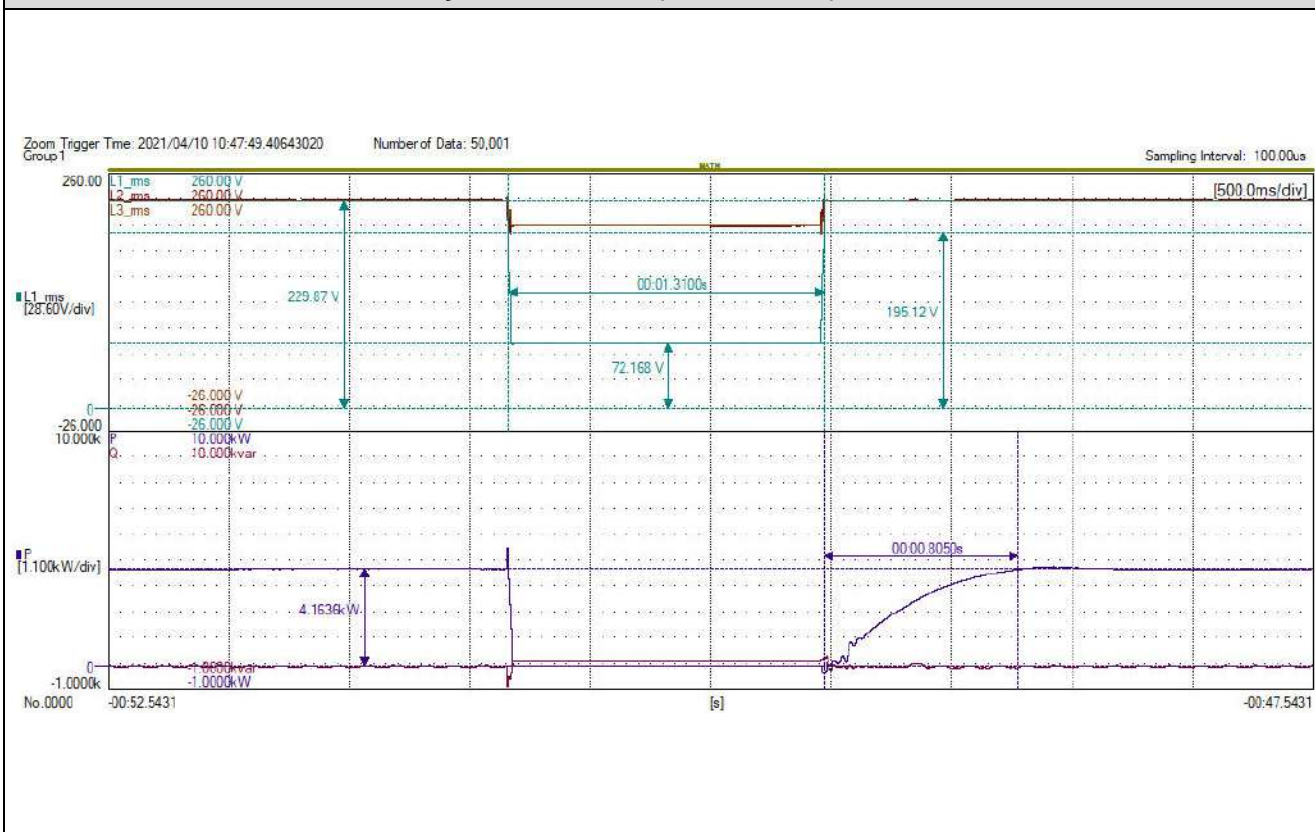 Zoom Trigger Time: 2021/04/10 10:47:49.40643020 Number of Data: 50,001
Group1
Sampling Interval: 100.00us
MATH
260.00 L1_rms 260.00 V
[500.0ms/div]
L2_rms 260.00 V
L3_rms 260.00 V
00:01.3100s
L1_rms
[28.60V/div]
229.87 V
195.12 V
72.168 V
-26.000 V
0 -26.000 V
-26.000 -26.000 V
10.000k P 10.000kW
Q 10.000kvar
P
[1.100kW/div]
00:00.8050s
4.1636kW
0 -1.0000kvar
-1.0000k -1.0000kW
No.0000 -00:52.5431 [s] -00:47.5431